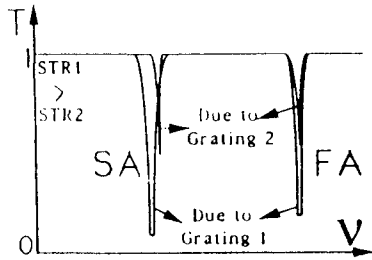 T
1
STR1
>
STR2
Due to
Grating 2
SA
FA
Due to
Grating 1
0
ν